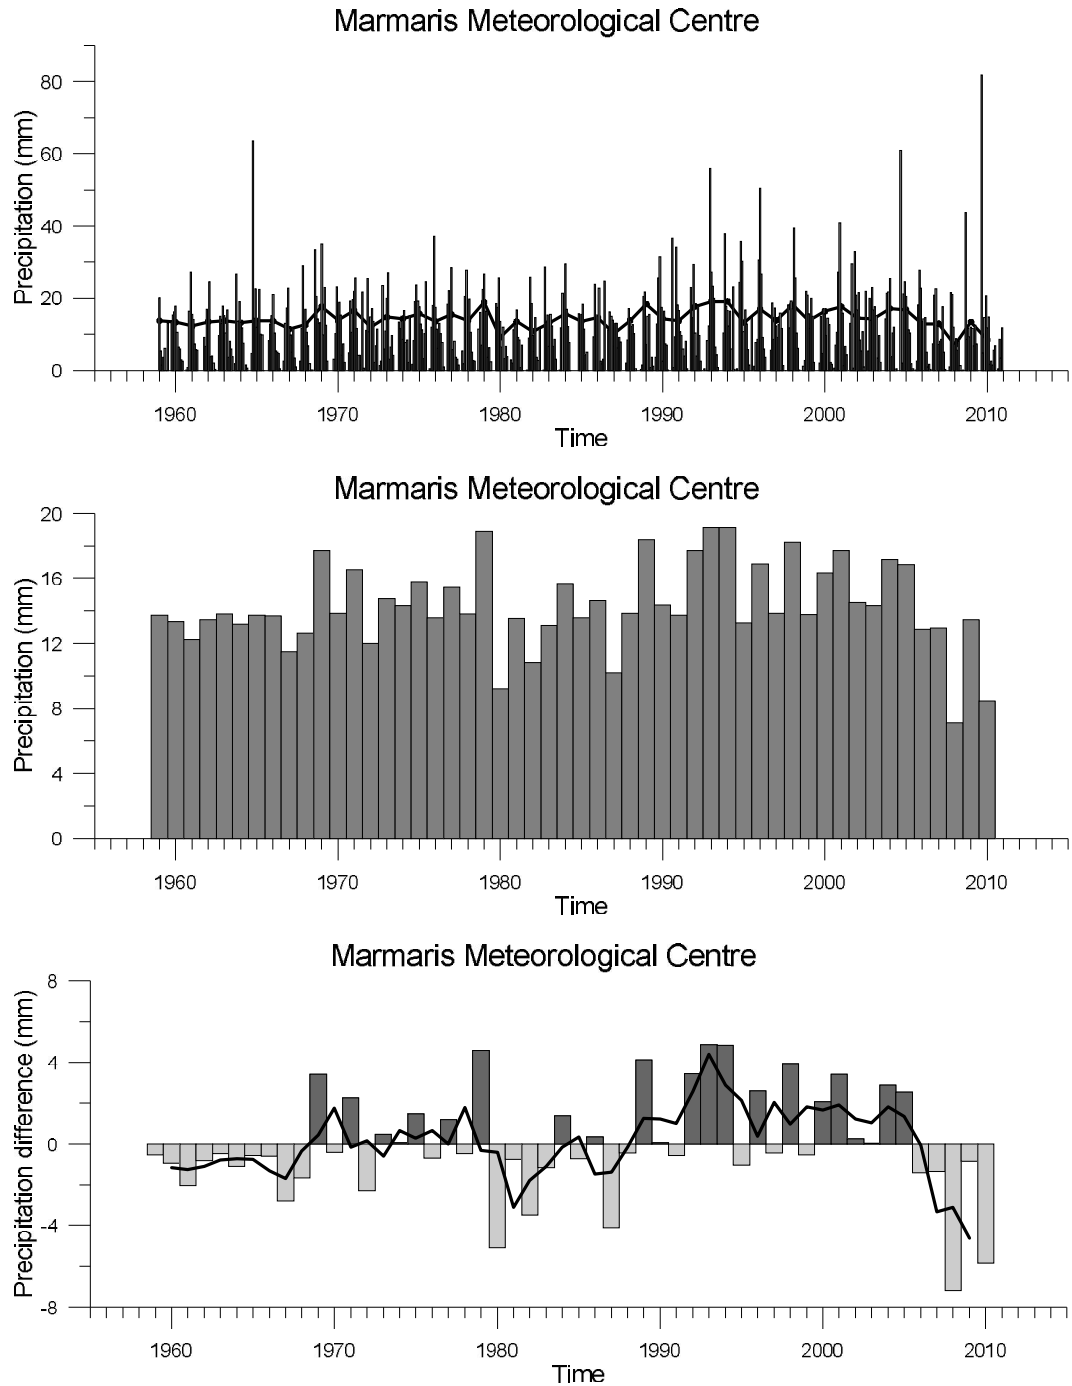 Marmaris Meteorological Centre
Precipitation (mm)
80
60
40
20
0
1960 1970 1980 1990 2000 2010
Time
Marmaris Meteorological Centre
Precipitation (mm)
20
16
12
8
4
0
1960 1970 1980 1990 2000 2010
Time
Marmaris Meteorological Centre
Precipitation difference (mm)
8
4
0
-4
-8
1960 1970 1980 1990 2000 2010
Time